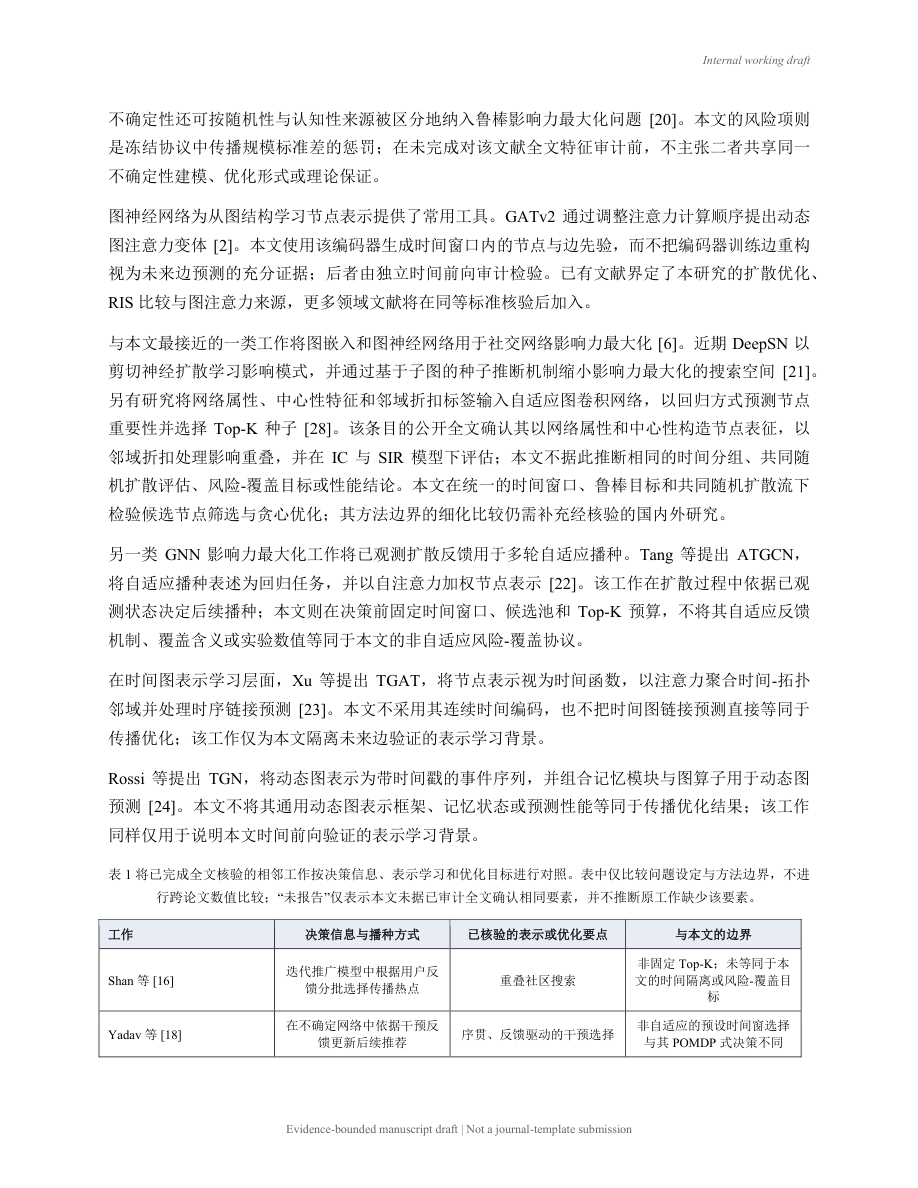 Internal working draft
不确定性还可按随机性与认知性来源被区分地纳入鲁棒影响力最大化问题 [20]。本文的风险项则
是冻结协议中传播规模标准差的惩罚；在未完成对该文献全文特征审计前，不主张二者共享同一
不确定性建模、优化形式或理论保证。
图神经网络为从图结构学习节点表示提供了常用工具。GATv2 通过调整注意力计算顺序提出动态
图注意力变体 [2]。本文使用该编码器生成时间窗口内的节点与边先验，而不把编码器训练边重构
视为未来边预测的充分证据；后者由独立时间前向审计检验。已有文献界定了本研究的扩散优化、
RIS 比较与图注意力来源，更多领域文献将在同等标准核验后加入。
与本文最接近的一类工作将图嵌入和图神经网络用于社交网络影响力最大化 [6]。近期 DeepSN 以
剪切神经扩散学习影响模式，并通过基于子图的种子推断机制缩小影响力最大化的搜索空间 [21]。
另有研究将网络属性、中心性特征和邻域折扣标签输入自适应图卷积网络，以回归方式预测节点
重要性并选择 Top-K 种子 [28]。该条目的公开全文确认其以网络属性和中心性构造节点表征，以
邻域折扣处理影响重叠，并在 IC 与 SIR 模型下评估；本文不据此推断相同的时间分组、共同随
机扩散评估、风险-覆盖目标或性能结论。本文在统一的时间窗口、鲁棒目标和共同随机扩散流下
检验候选节点筛选与贪心优化；其方法边界的细化比较仍需补充经核验的国内外研究。
另一类 GNN 影响力最大化工作将已观测扩散反馈用于多轮自适应播种。Tang 等提出 ATGCN，
将自适应播种表述为回归任务，并以自注意力加权节点表示 [22]。该工作在扩散过程中依据已观
测状态决定后续播种；本文则在决策前固定时间窗口、候选池和 Top-K 预算，不将其自适应反馈
机制、覆盖含义或实验数值等同于本文的非自适应风险-覆盖协议。
在时间图表示学习层面，Xu 等提出 TGAT，将节点表示视为时间函数，以注意力聚合时间-拓扑
邻域并处理时序链接预测 [23]。本文不采用其连续时间编码，也不把时间图链接预测直接等同于
传播优化；该工作仅为本文隔离未来边验证的表示学习背景。
Rossi 等提出 TGN，将动态图表示为带时间戳的事件序列，并组合记忆模块与图算子用于动态图
预测 [24]。本文不将其通用动态图表示框架、记忆状态或预测性能等同于传播优化结果；该工作
同样仅用于说明本文时间前向验证的表示学习背景。
表 1 将已完成全文核验的相邻工作按决策信息、表示学习和优化目标进行对照。表中仅比较问题设定与方法边界，不进
行跨论文数值比较；“未报告”仅表示本文未据已审计全文确认相同要素，并不推断原工作缺少该要素。
工作
决策信息与播种方式
已核验的表示或优化要点
与本文的边界
Shan 等 [16]
迭代推广模型中根据用户反
馈分批选择传播热点
重叠社区搜索
非固定 Top-K；未等同于本
文的时间隔离或风险-覆盖目
标
Yadav 等 [18]
在不确定网络中依据干预反
馈更新后续推荐
序贯、反馈驱动的干预选择
非自适应的预设时间窗选择
与其 POMDP 式决策不同
Evidence-bounded manuscript draft | Not a journal-template submission